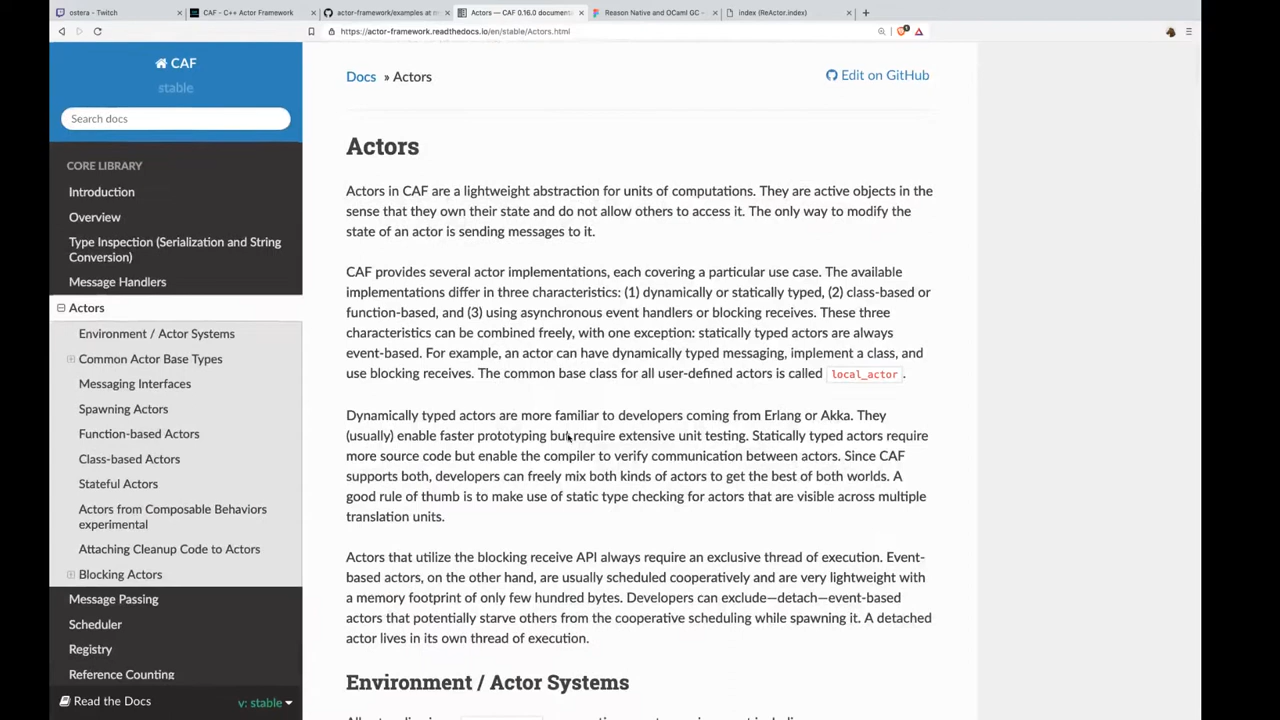 ostera - Twitch
CAF - C++ Actor Framework
actor-framework/examples at m
Actors — CAF 0.16.0 documenta
Reason Native and OCaml GC -
index (ReActor.index)
https://actor-framework.readthedocs.io/en/stable/Actors.html
CAF
stable
Search docs
CORE LIBRARY
Introduction
Overview
Type Inspection (Serialization and String
Conversion)
Message Handlers
Actors
Environment / Actor Systems
Common Actor Base Types
Messaging Interfaces
Spawning Actors
Function-based Actors
Class-based Actors
Stateful Actors
Actors from Composable Behaviors
experimental
Attaching Cleanup Code to Actors
Blocking Actors
Message Passing
Scheduler
Registry
Reference Counting
Read the Docs
v: stable
Docs » Actors
Edit on GitHub
Actors
Actors in CAF are a lightweight abstraction for units of computations. They are active objects in the
sense that they own their state and do not allow others to access it. The only way to modify the
state of an actor is sending messages to it.
CAF provides several actor implementations, each covering a particular use case. The available
implementations differ in three characteristics: (1) dynamically or statically typed, (2) class-based or
function-based, and (3) using asynchronous event handlers or blocking receives. These three
characteristics can be combined freely, with one exception: statically typed actors are always
event-based. For example, an actor can have dynamically typed messaging, implement a class, and
use blocking receives. The common base class for all user-defined actors is called local_actor.
Dynamically typed actors are more familiar to developers coming from Erlang or Akka. They
(usually) enable faster prototyping but require extensive unit testing. Statically typed actors require
more source code but enable the compiler to verify communication between actors. Since CAF
supports both, developers can freely mix both kinds of actors to get the best of both worlds. A
good rule of thumb is to make use of static type checking for actors that are visible across multiple
translation units.
Actors that utilize the blocking receive API always require an exclusive thread of execution. Event-
based actors, on the other hand, are usually scheduled cooperatively and are very lightweight with
a memory footprint of only few hundred bytes. Developers can exclude—detach—event-based
actors that potentially starve others from the cooperative scheduling while spawning it. A detached
actor lives in its own thread of execution.
Environment / Actor Systems